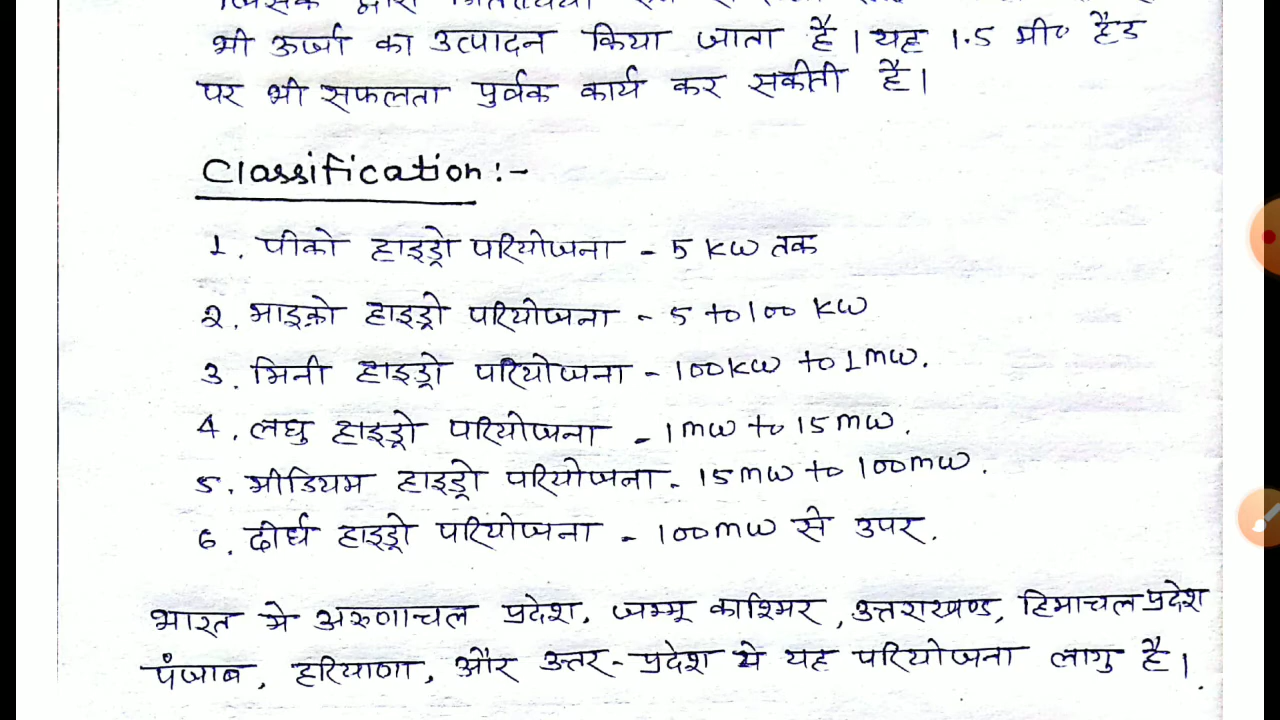 भी ऊर्जा का उत्पादन किया जाता है। यह 1.5 मी० हैड
पर भी सफलता पुर्वक कार्य कर सकीती है।
Classification :-
1. पीको हाइड्रो परियोजना - 5 KW तक
2. माइक्रो हाइड्रो परियोजना - 5 to 100 KW
3. मिनी हाइड्रो परियोजना - 100KW to 1MW.
4. लघु हाइड्रो परियोजना - 1MW to 15MW.
5. मीडियम हाइड्रो परियोजना - 15MW to 100MW.
6. दीर्घ हाइड्रो परियोजना - 100MW से उपर.
भारत मे अरुणाचल प्रदेश, जम्मू काश्मिर, उत्तराखण्ड, हिमाचल प्रदेश
पंजाब, हरियाणा, और उत्तर-प्रदेश मे यह परियोजना लागु है।